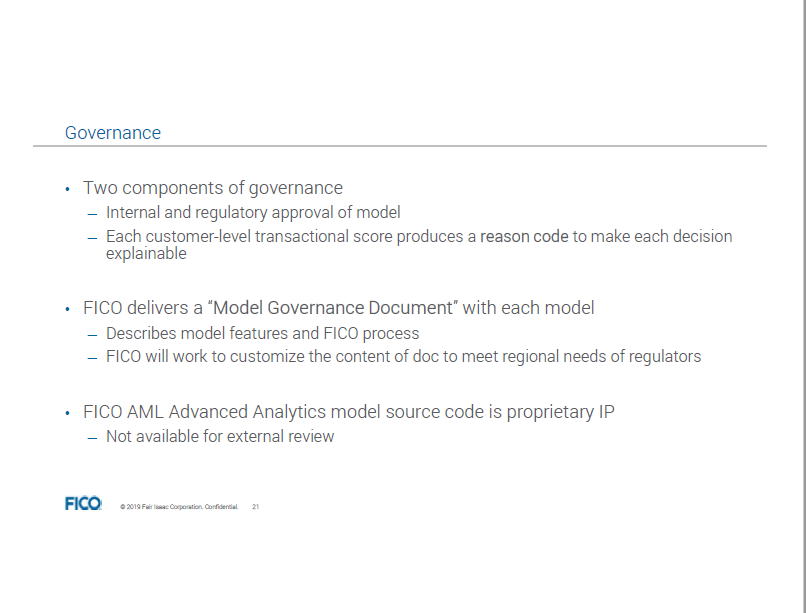 Governance
• Two components of governance
– Internal and regulatory approval of model
– Each customer-level transactional score produces a reason code to make each decision
explainable
• FICO delivers a “Model Governance Document” with each model
– Describes model features and FICO process
– FICO will work to customize the content of doc to meet regional needs of regulators
• FICO AML Advanced Analytics model source code is proprietary IP
– Not available for external review
FICO © 2019 Fair Isaac Corporation. Confidential. 21